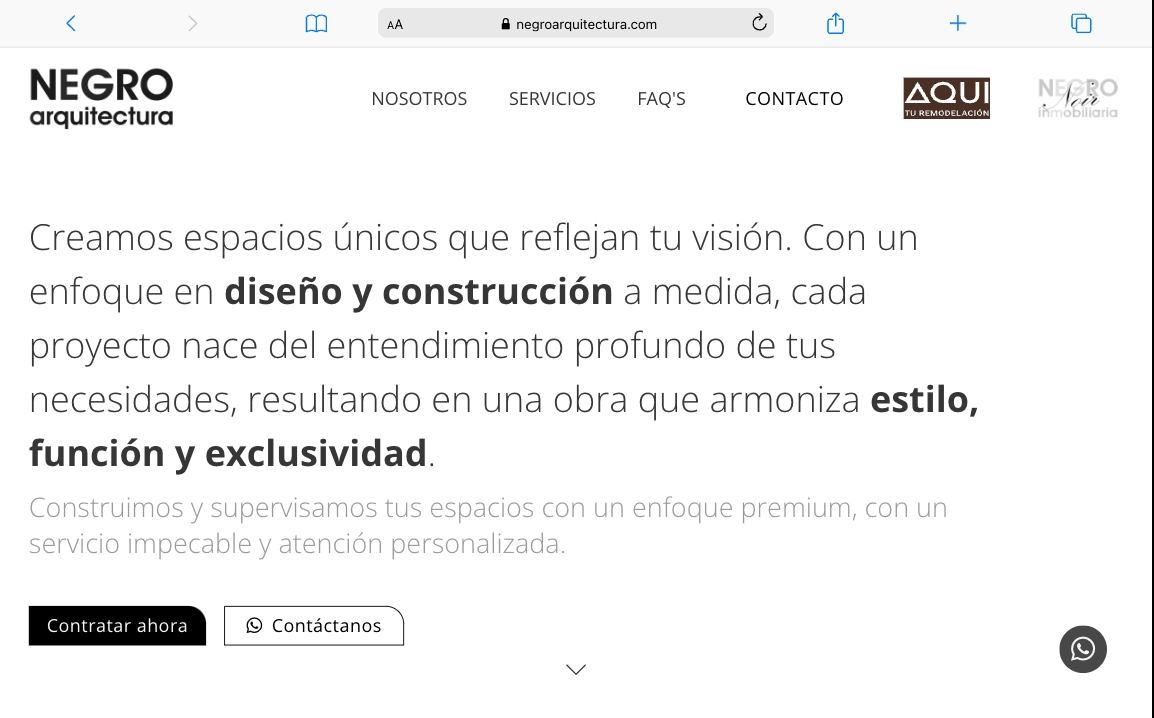 AA negroarquitectura.com
NEGRO
arquitectura
NOSOTROS SERVICIOS FAQ'S CONTACTO
AQUI
TU REMODELACIÓN
NEGRO
Noir
inmobiliaria
Creamos espacios únicos que reflejan tu visión. Con un
enfoque en diseño y construcción a medida, cada
proyecto nace del entendimiento profundo de tus
necesidades, resultando en una obra que armoniza estilo,
función y exclusividad.
Construimos y supervisamos tus espacios con un enfoque premium, con un
servicio impecable y atención personalizada.
Contratar ahora Contáctanos